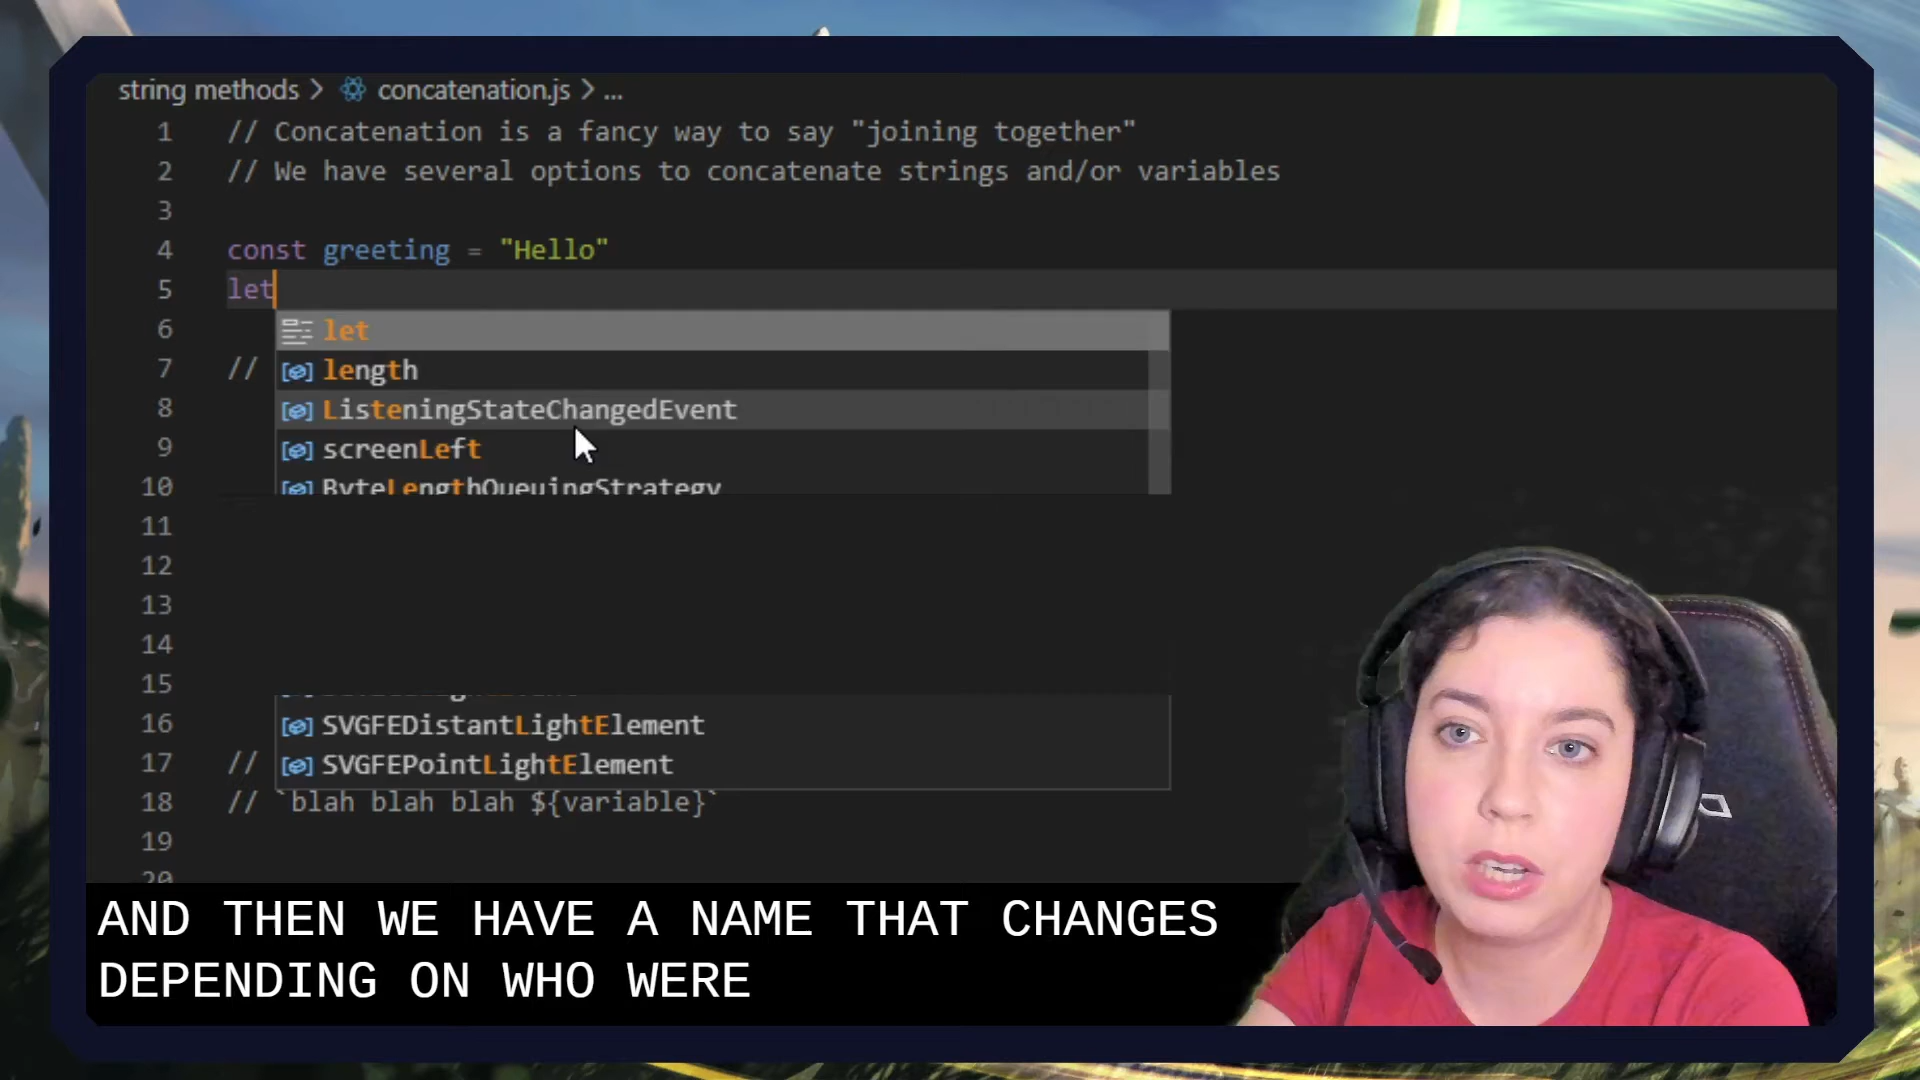 string methods > concatenation.js > ...
1 // Concatenation is a fancy way to say "joining together"
2 // We have several options to concatenate strings and/or variables
3
4 const greeting = "Hello"
5 let
6 let
7 // length
8 ListeningStateChangedEvent
9 screenLeft
10 ByteLengthQueuingStrategy
11
12
13
14
15
16 SVGFEDistantLightElement
17 // SVGFEPointLightElement
18 // `blah blah blah ${variable}`
19
20
AND THEN WE HAVE A NAME THAT CHANGES
DEPENDING ON WHO WERE